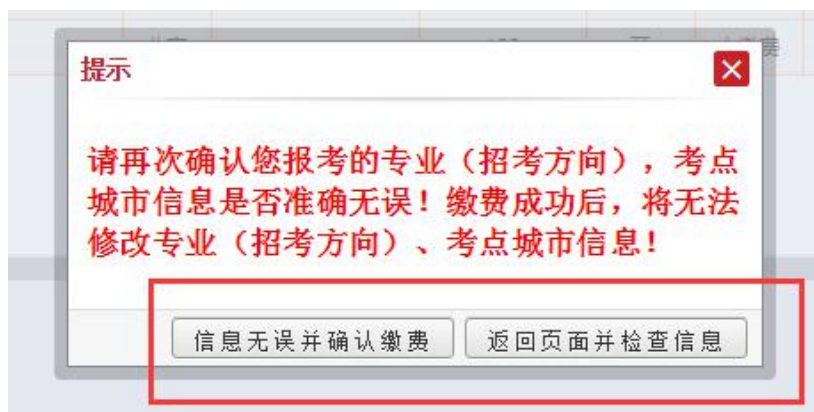 提示
请再次确认您报考的专业（招考方向），考点
城市信息是否准确无误！缴费成功后，将无法
修改专业（招考方向）、考点城市信息！
信息无误并确认缴费 返回页面并检查信息